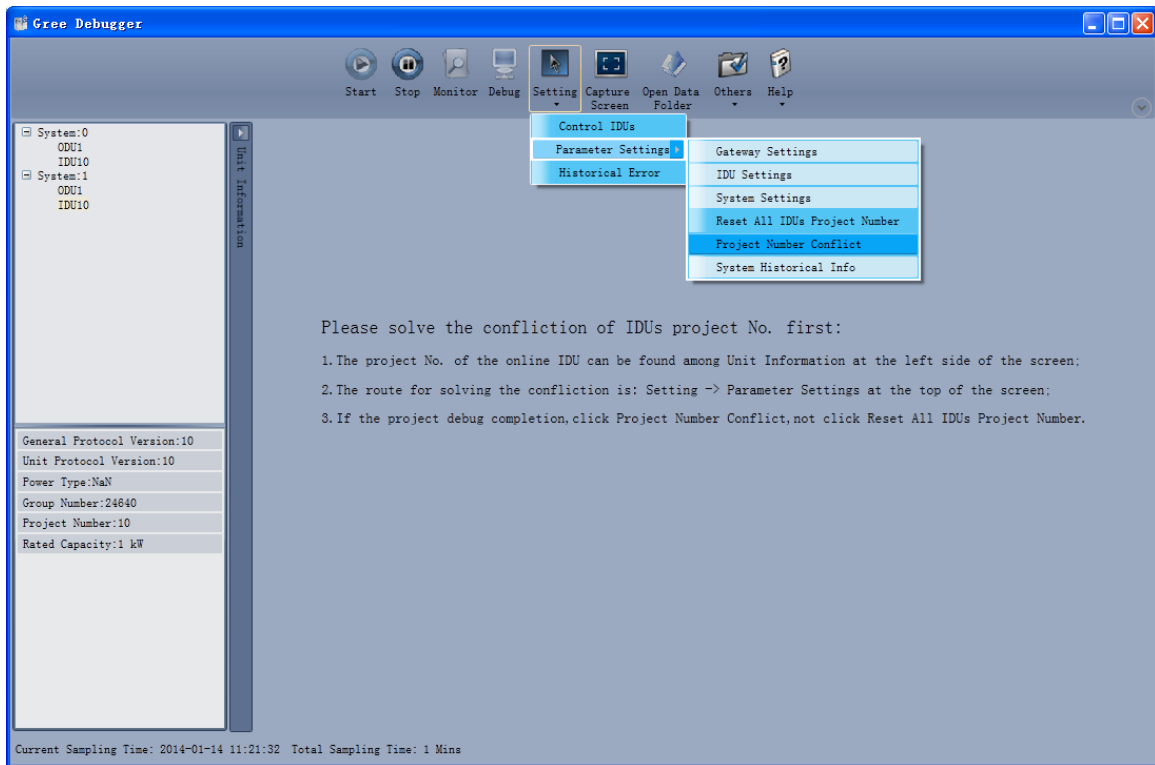 Gree Debugger
Start Stop Monitor Debug Setting Capture Screen Open Data Folder Others Help
Control IDUs
Parameter Settings
Historical Error
Gateway Settings
IDU Settings
System Settings
Reset All IDUs Project Number
Project Number Conflict
System Historical Info
System:0
ODU1
IDU10
System:1
ODU1
IDU10
Unit Information
Please solve the confliction of IDUs project No. first:
1.The project No. of the online IDU can be found among Unit Information at the left side of the screen;
2.The route for solving the confliction is: Setting -> Parameter Settings at the top of the screen;
3.If the project debug completion,click Project Number Conflict,not click Reset All IDUs Project Number.
General Protocol Version:10
Unit Protocol Version:10
Power Type:NaN
Group Number:24640
Project Number:10
Rated Capacity:1 kW
Current Sampling Time: 2014-01-14 11:21:32 Total Sampling Time: 1 Mins